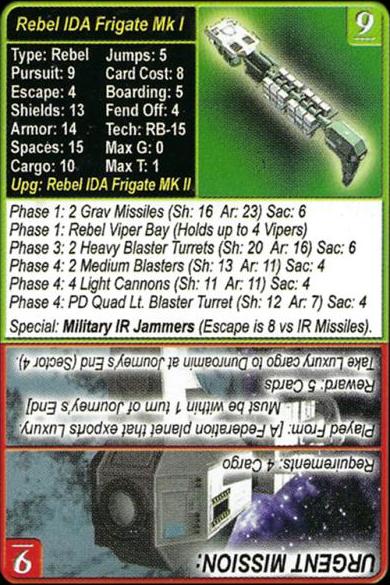 Rebel IDA Frigate Mk I
9
Type: Rebel Jumps: 5
Pursuit: 9 Card Cost: 8
Escape: 4 Boarding: 5
Shields: 13 Fend Off: 4
Armor: 14 Tech: RB-15
Spaces: 15 Max G: 0
Cargo: 10 Max T: 1
Upg: Rebel IDA Frigate MK II
Phase 1: 2 Grav Missiles (Sh: 16 Ar: 23) Sac: 6
Phase 1: Rebel Viper Bay (Holds up to 4 Vipers)
Phase 3: 2 Heavy Blaster Turrets (Sh: 20 Ar: 16) Sac: 6
Phase 4: 2 Medium Blasters (Sh: 13 Ar: 11) Sac: 4
Phase 4: 4 Light Cannons (Sh: 11 Ar: 11) Sac: 4
Phase 4: PD Quad Lt. Blaster Turret (Sh: 12 Ar: 7) Sac: 4
Special: Military IR Jammers (Escape is 8 vs IR Missiles).
URGENT MISSION:
9
Requirements: 4 Cargo
Played From: [A Federation planet that exports Luxury
Must be within 1 turn of Journey's End]
Reward: 5 Cards
Take Luxury cargo to Dunroamin at Journey's End (Sector 4).